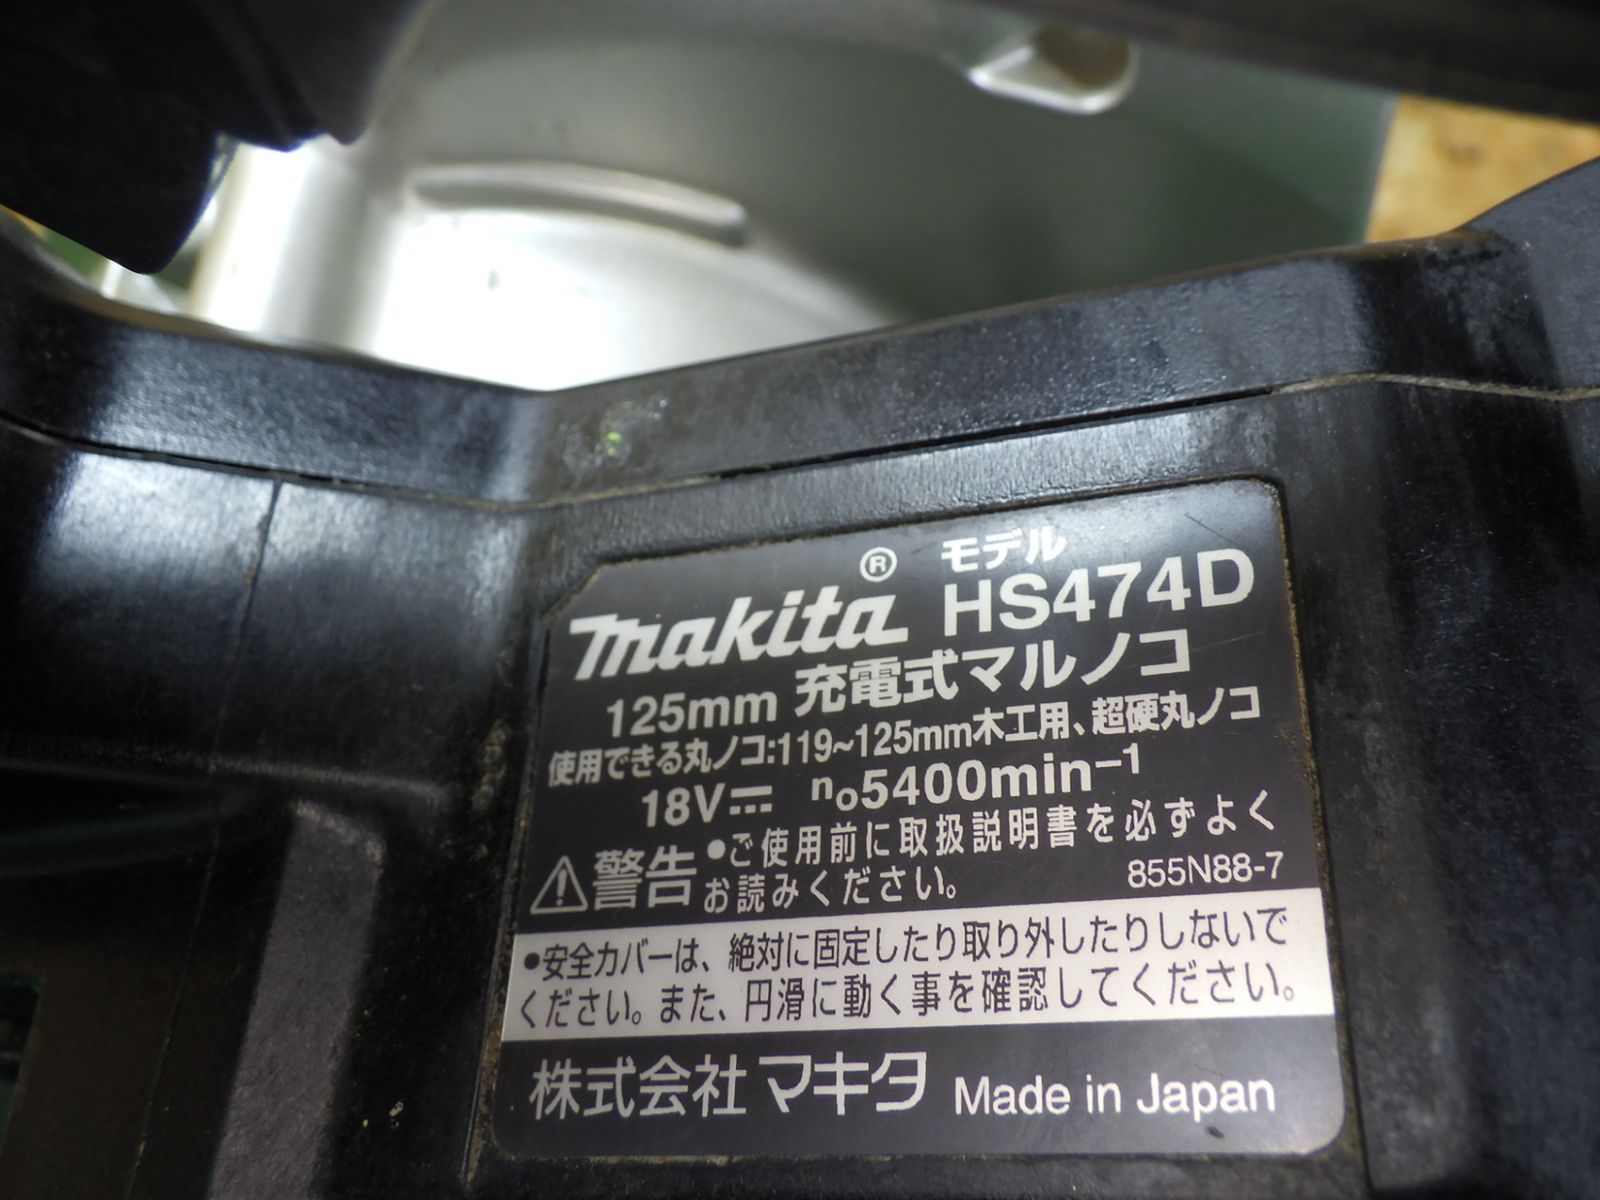 makita® モデル HS474D
125mm 充電式マルノコ
使用できる丸ノコ:119~125mm木工用、超硬丸ノコ
18V⎓ no5400min-1
⚠警告 •ご使用前に取扱説明書を必ずよく
お読みください。 855N88-7
•安全カバーは、絶対に固定したり取り外したりしないで
ください。また、円滑に動く事を確認してください。
株式会社マキタ Made in Japan